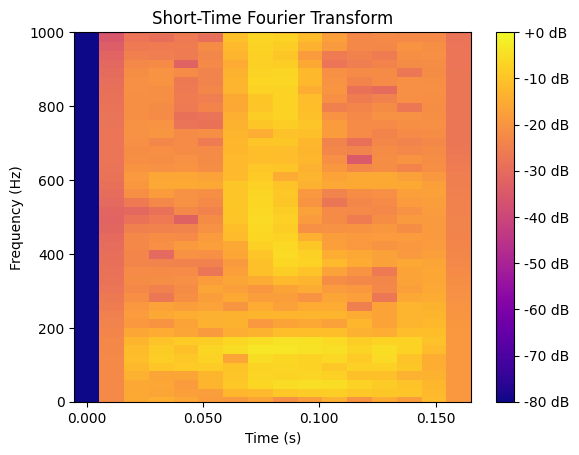 Short-Time Fourier Transform
1000
800
600
400
200
0
Frequency (Hz)
0.000
0.050
0.100
0.150
Time (s)
+0 dB
-10 dB
-20 dB
-30 dB
-40 dB
-50 dB
-60 dB
-70 dB
-80 dB